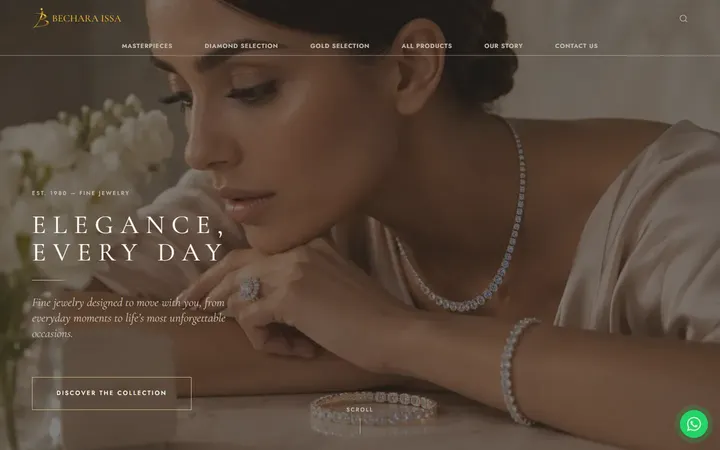 BECHARA ISSA
MASTERPIECES
DIAMOND SELECTION
GOLD SELECTION
ALL PRODUCTS
OUR STORY
CONTACT US
EST. 1980 — FINE JEWELRY
ELEGANCE,
EVERY DAY
Fine jewelry designed to move with you, from
everyday moments to life's most unforgettable
occasions.
DISCOVER THE COLLECTION
SCROLL